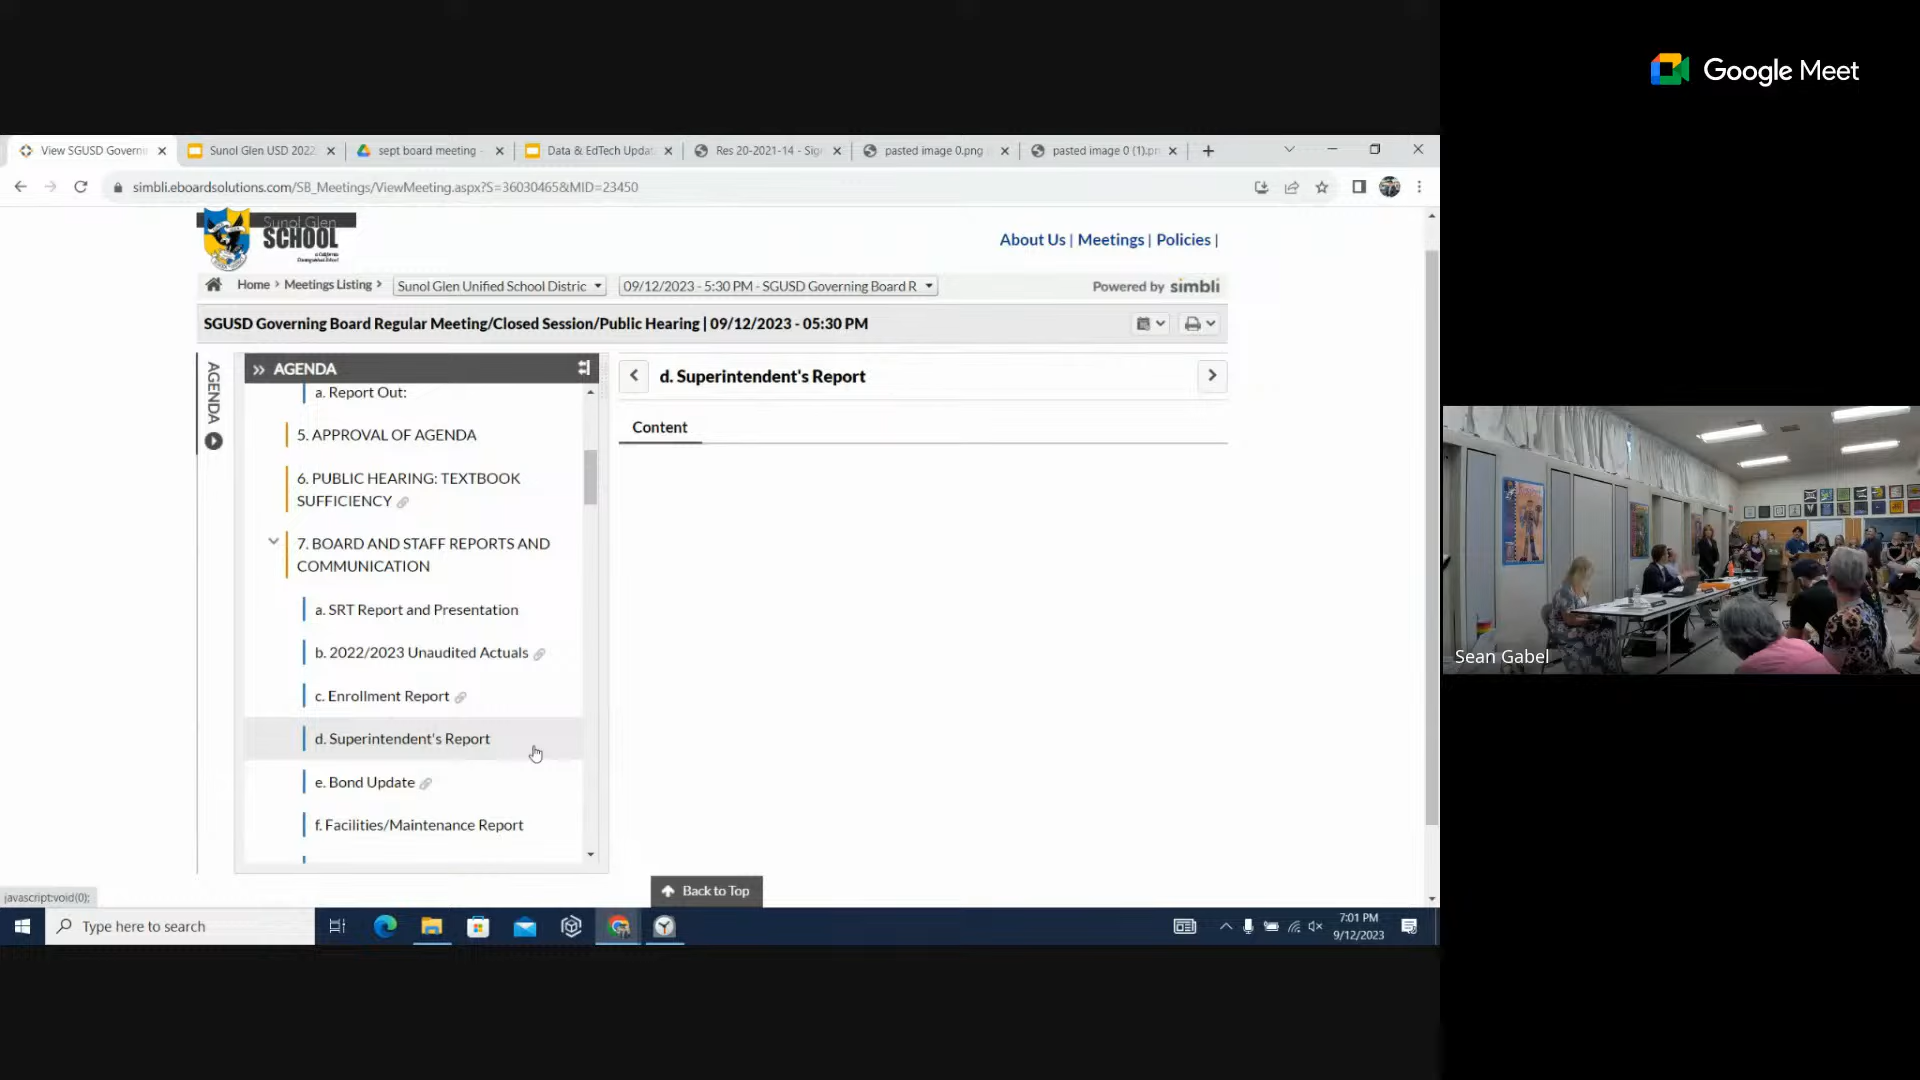 Google Meet
View SGUSD Governi
Sunol Glen USD 2022
sept board meeting -
Data & EdTech Updat
Res 20-2021-14 - Sig
pasted image 0.png
pasted image 0 (1).pn
simbli.eboardsolutions.com/SB_Meetings/ViewMeeting.aspx?S=36030465&MID=23450
Sunol Glen
SCHOOL
About Us | Meetings | Policies |
Home > Meetings Listing >
Sunol Glen Unified School Distric
09/12/2023 - 5:30 PM - SGUSD Governing Board R
Powered by simbli
SGUSD Governing Board Regular Meeting/Closed Session/Public Hearing | 09/12/2023 - 05:30 PM
AGENDA
AGENDA
a. Report Out:
5. APPROVAL OF AGENDA
6. PUBLIC HEARING: TEXTBOOK
SUFFICIENCY
7. BOARD AND STAFF REPORTS AND
COMMUNICATION
a. SRT Report and Presentation
b. 2022/2023 Unaudited Actuals
c. Enrollment Report
d. Superintendent's Report
e. Bond Update
f. Facilities/Maintenance Report
d. Superintendent's Report
Content
Back to Top
javascript:void(0);
Type here to search
7:01 PM
9/12/2023
Sean Gabel